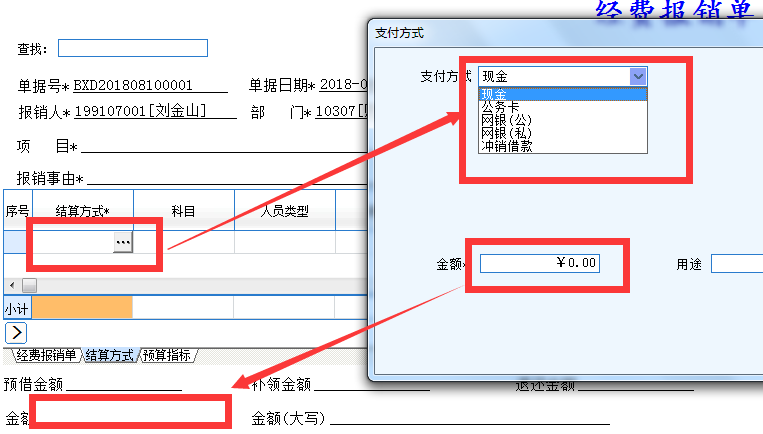 经费报销单
查找:
单据号* BXD201808100001 单据日期* 2018-0
报销人* 199107001[刘金山] 部 门* 10307[
项 目*
报销事由*
序号 结算方式* 科目 人员类型
...
小计
经费报销单 结算方式 预算指标
预借金额 补领金额 退还金额
金额 金额(大写)
支付方式
支付方式 现金
现金
公务卡
网银(公)
网银(私)
冲销借款
金额* ¥0.00 用途